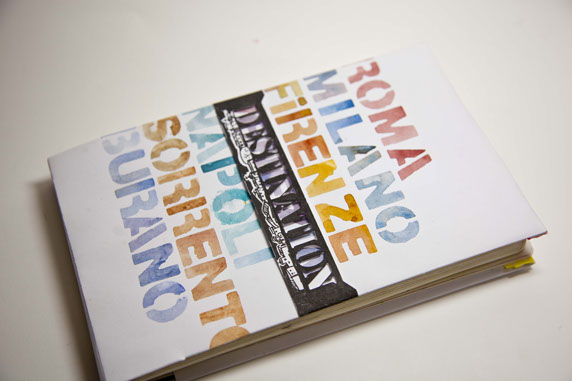 ROMA
MILANO
FIRENZE
DESTINATION
NAPOLI
SORRENTO
BURANO